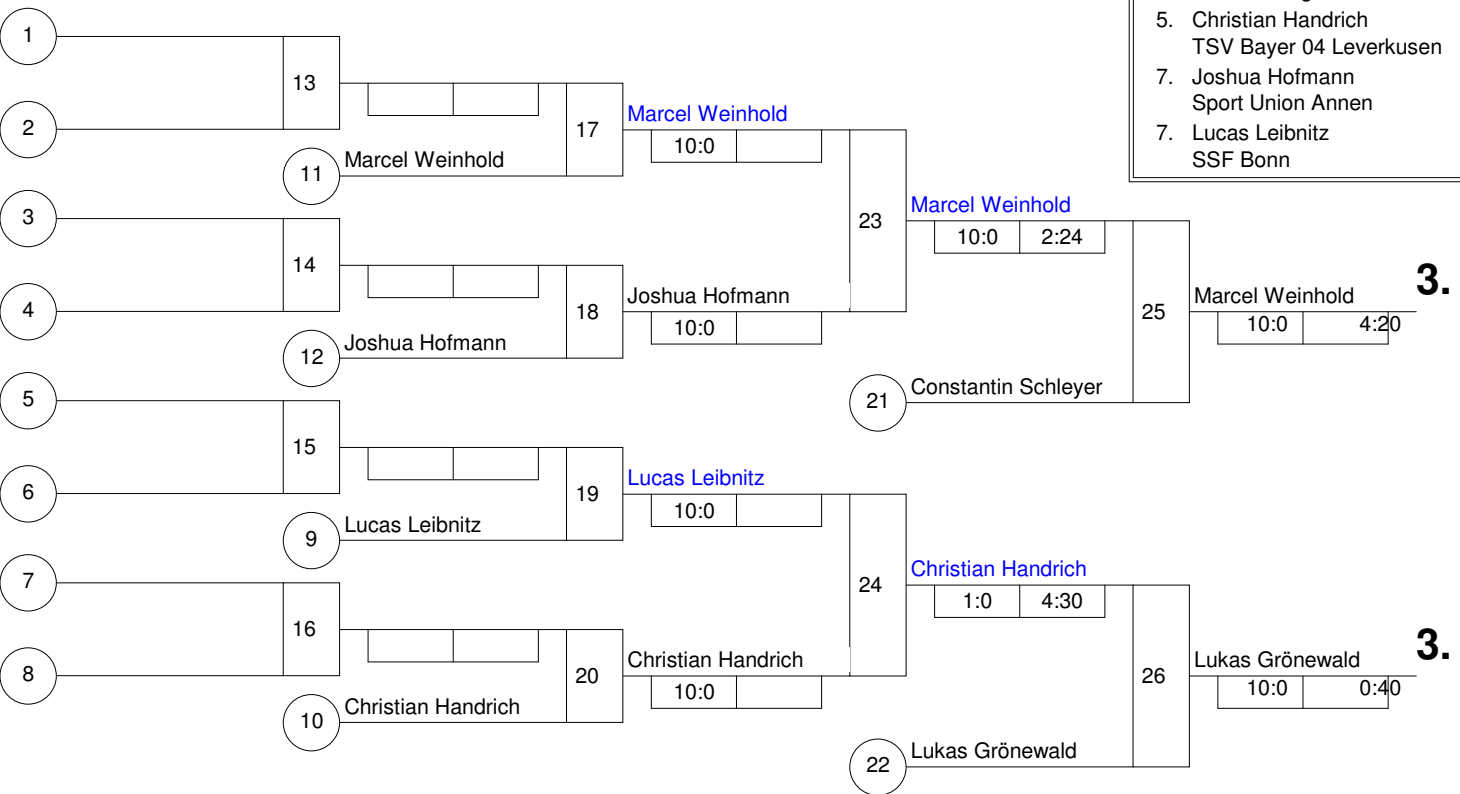 5. Christian Handrich
TSV Bayer 04 Leverkusen
7. Joshua Hofmann
Sport Union Annen
7. Lucas Leibnitz
SSF Bonn
1
13
2
17
Marcel Weinhold
10:0
11
Marcel Weinhold
3
23
Marcel Weinhold
10:0 2:24
14
4
18
Joshua Hofmann
10:0
12
Joshua Hofmann
25
Marcel Weinhold
10:0 4:20
3.
21
Constantin Schleyer
5
15
6
19
Lucas Leibnitz
10:0
9
Lucas Leibnitz
7
24
Christian Handrich
1:0 4:30
16
8
20
Christian Handrich
10:0
10
Christian Handrich
26
Lukas Grönewald
10:0 0:40
3.
22
Lukas Grönewald